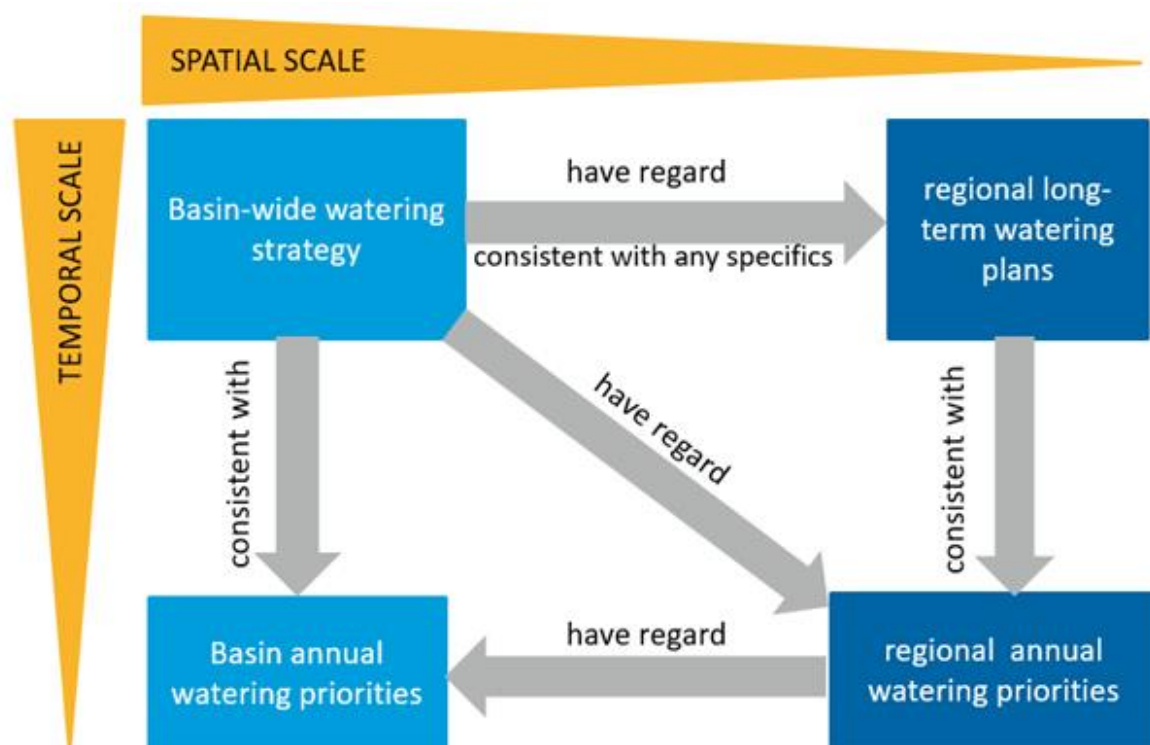 SPATIAL SCALE
TEMPORAL SCALE
Basin-wide watering
strategy
have regard
consistent with any specifics
regional long-
term watering
plans
consistent with
have regard
consistent with
Basin annual
watering priorities
have regard
regional annual
watering priorities